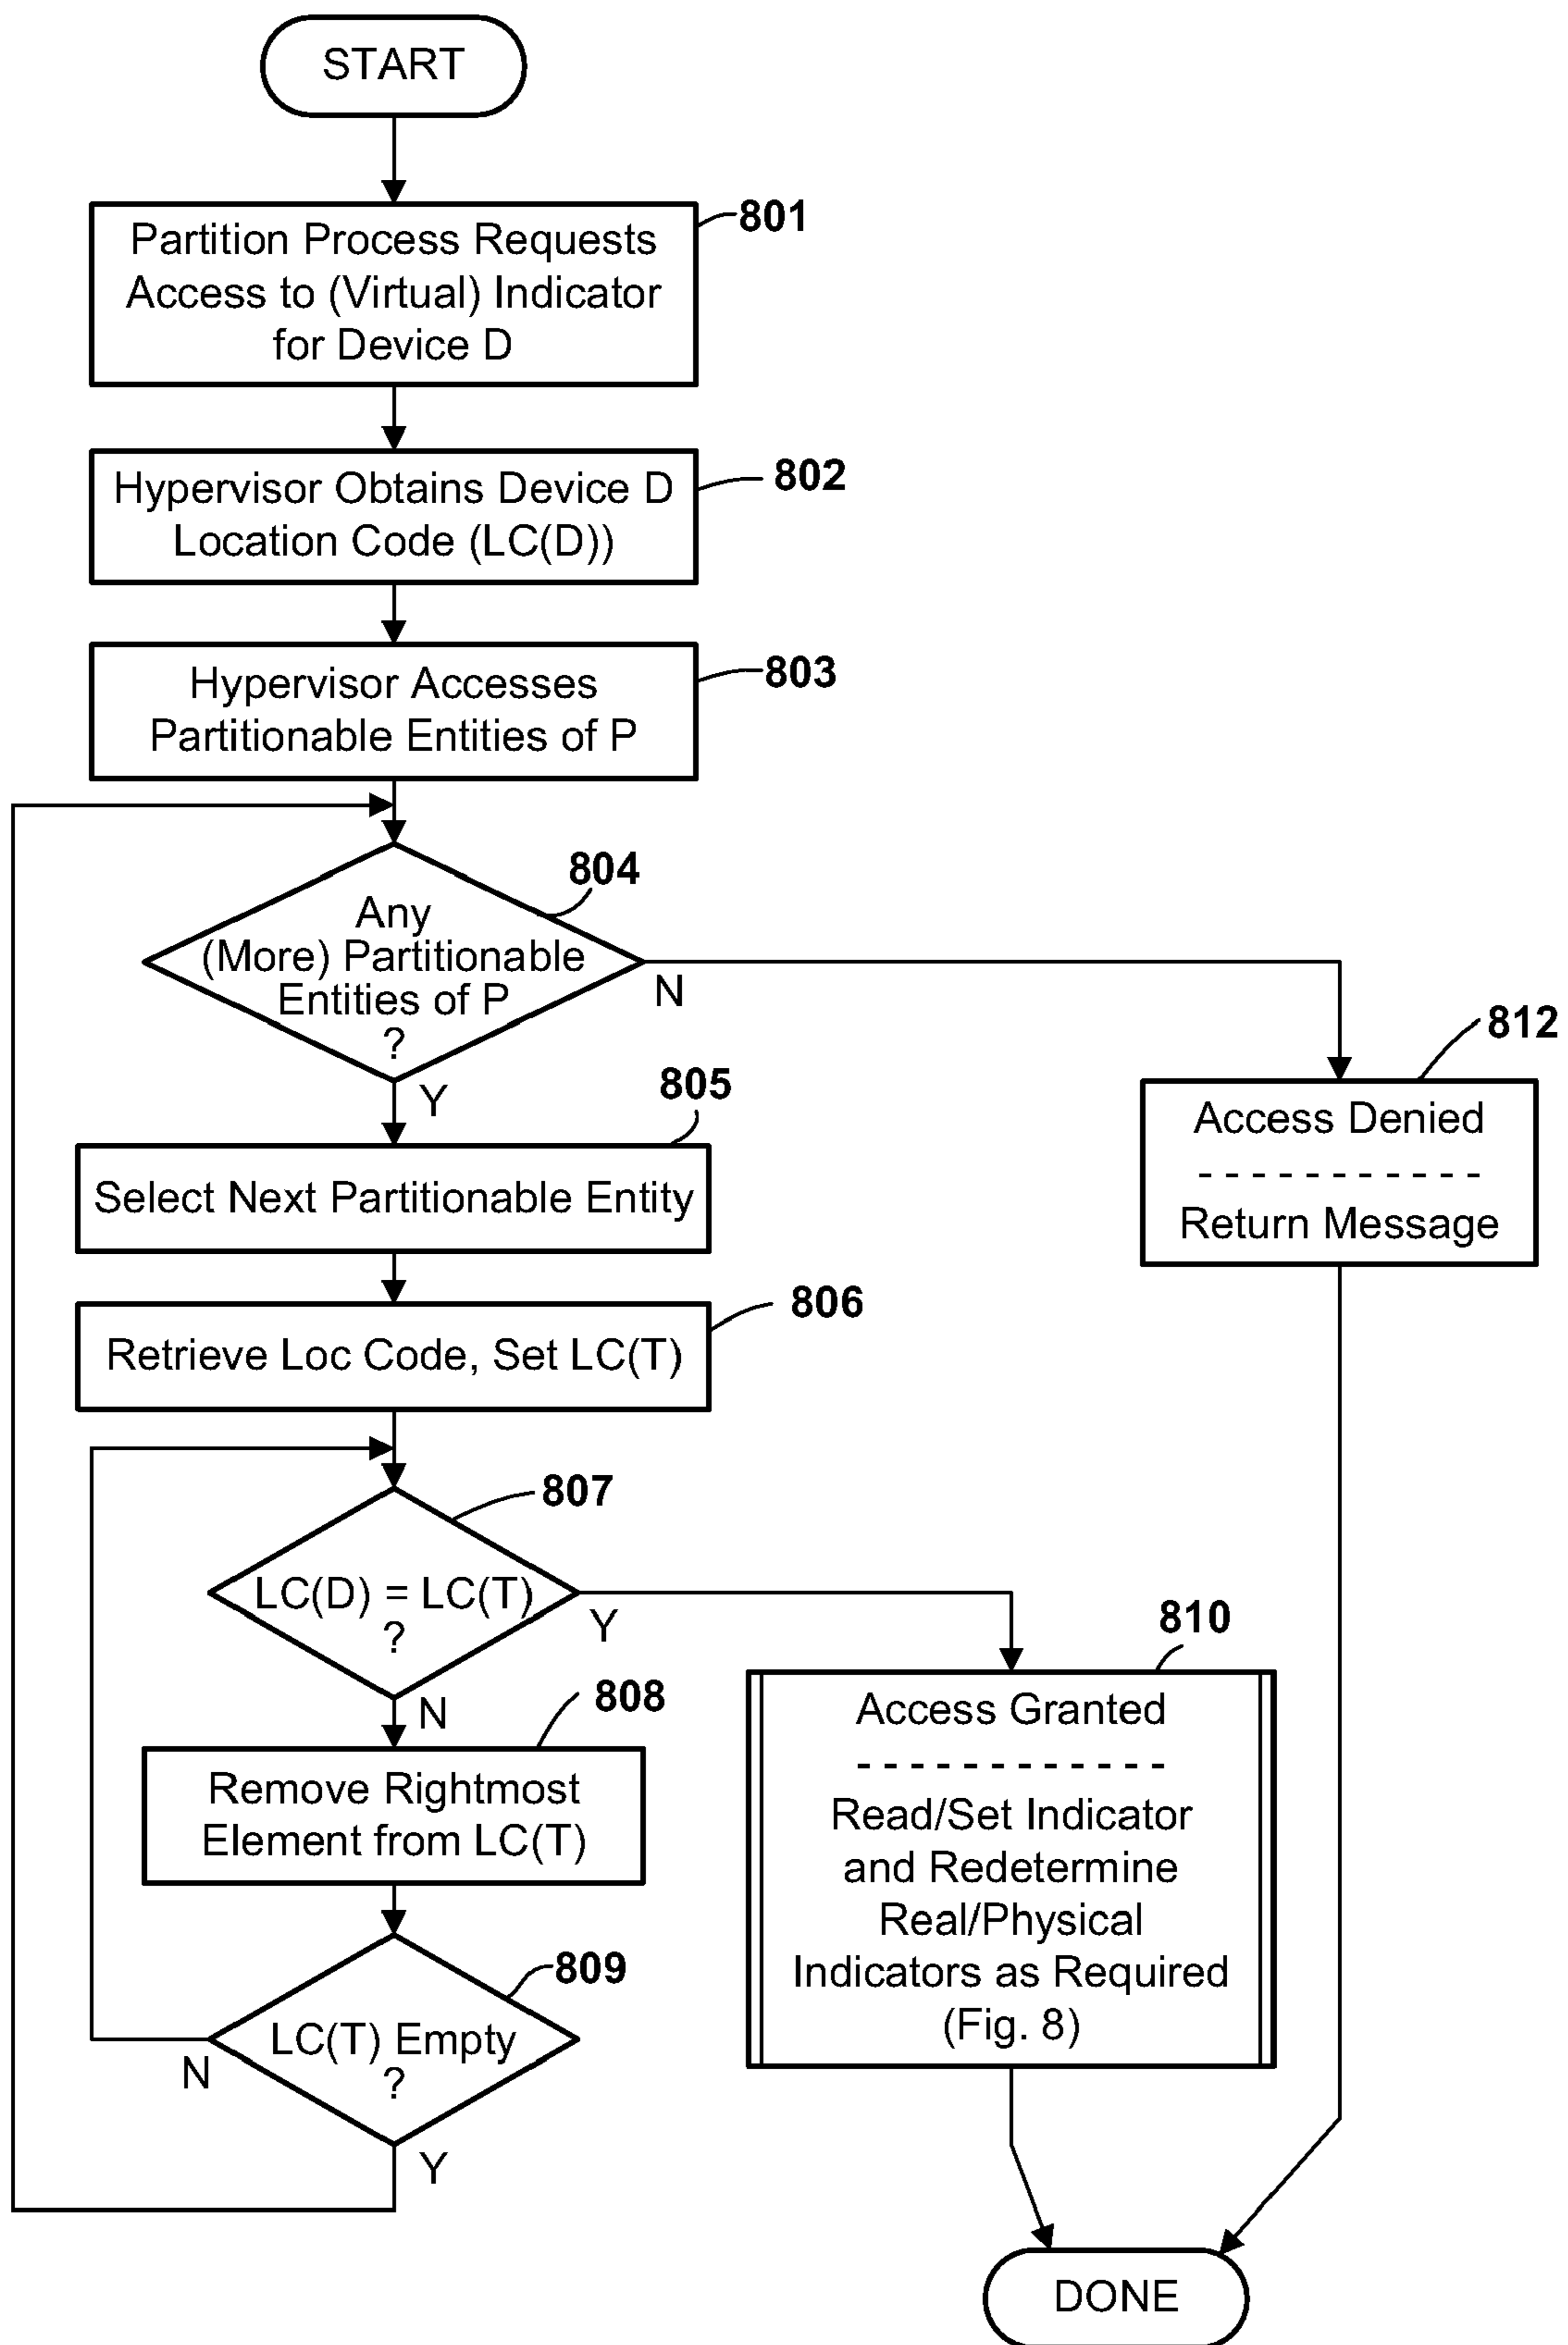 START
801
Partition Process Requests
Access to (Virtual) Indicator
for Device D
802
Hypervisor Obtains Device D
Location Code (LC(D))
803
Hypervisor Accesses
Partitionable Entities of P
804
Any
(More) Partitionable
Entities of P
?
N
Y
812
Access Denied
- - - - - - - - - - -
Return Message
805
Select Next Partitionable Entity
806
Retrieve Loc Code, Set LC(T)
807
LC(D) = LC(T)
?
Y
N
810
Access Granted
- - - - - - - - - - - -
Read/Set Indicator
and Redetermine
Real/Physical
Indicators as Required
(Fig. 8)
808
Remove Rightmost
Element from LC(T)
809
LC(T) Empty
?
N
Y
DONE